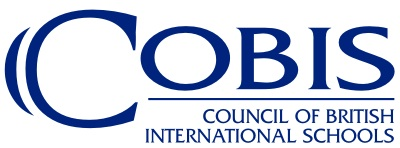 COBIS
COUNCIL OF BRITISH
INTERNATIONAL SCHOOLS